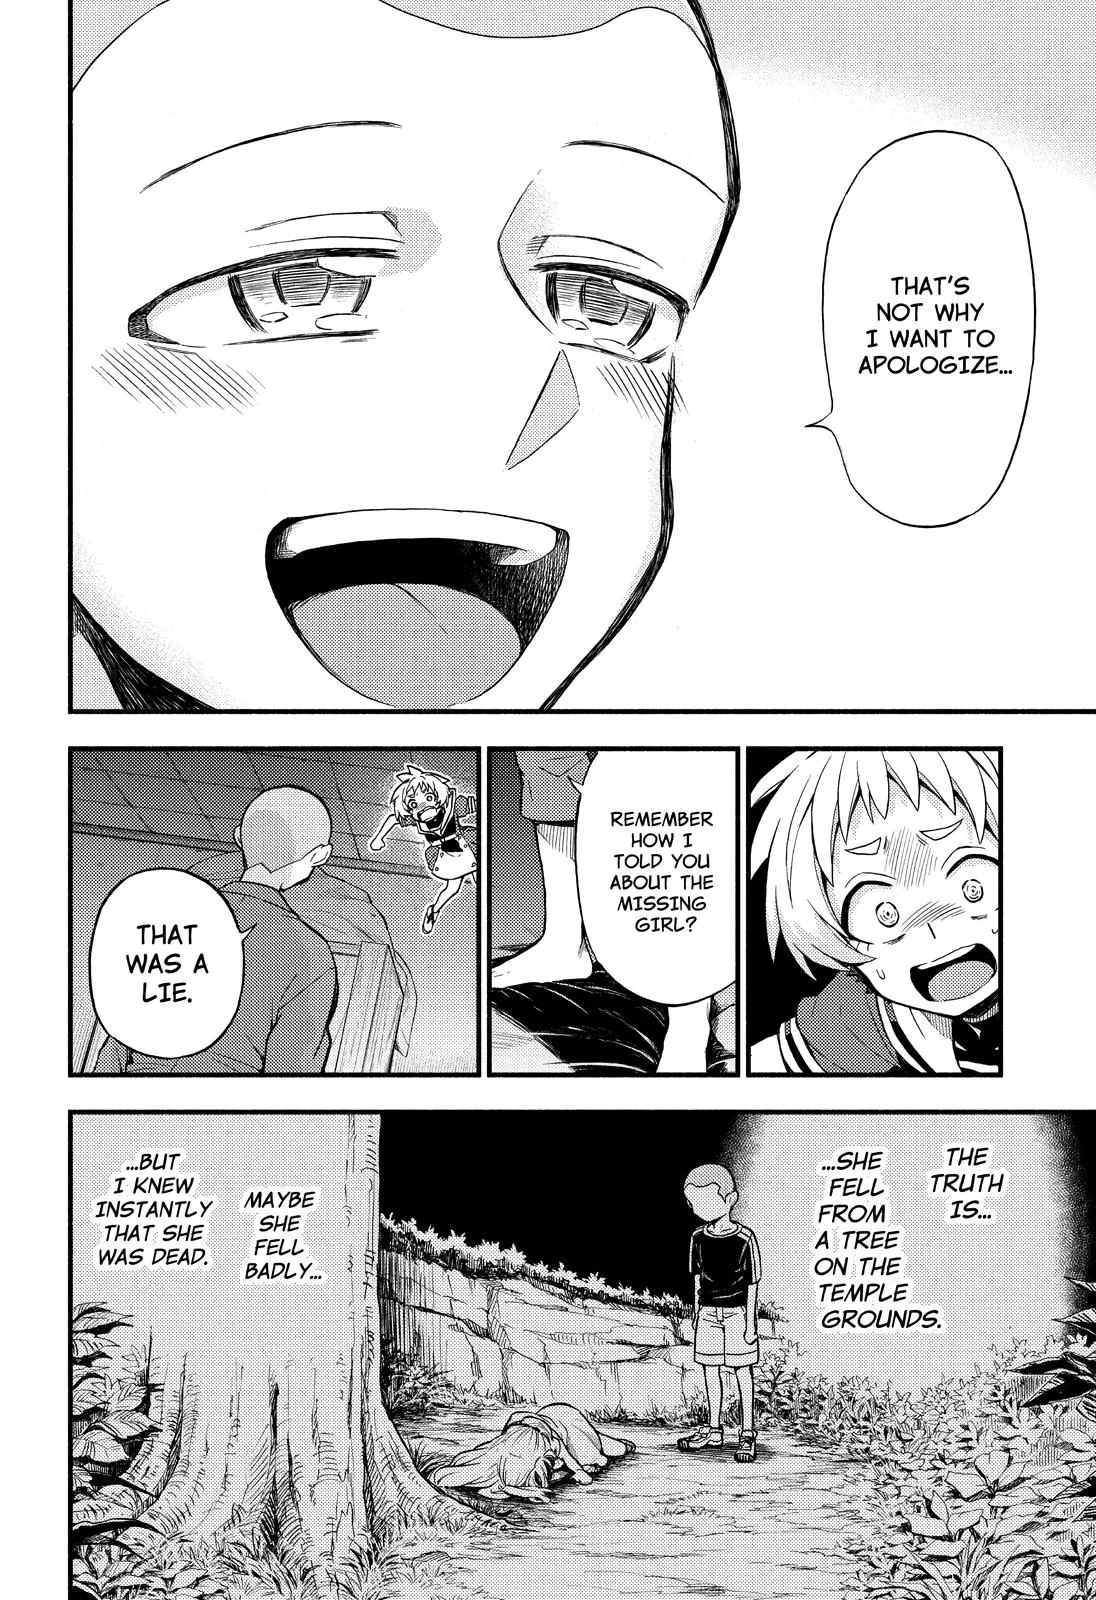 THAT'S
NOT WHY
I WANT TO
APOLOGIZE...
REMEMBER
HOW I
TOLD YOU
ABOUT THE
MISSING
GIRL?
THAT
WAS A
LIE.
THE
TRUTH
IS...
...SHE
FELL
FROM
A TREE
ON THE
TEMPLE
GROUNDS.
MAYBE
SHE
FELL
BADLY...
...BUT
I KNEW
INSTANTLY
THAT SHE
WAS DEAD.